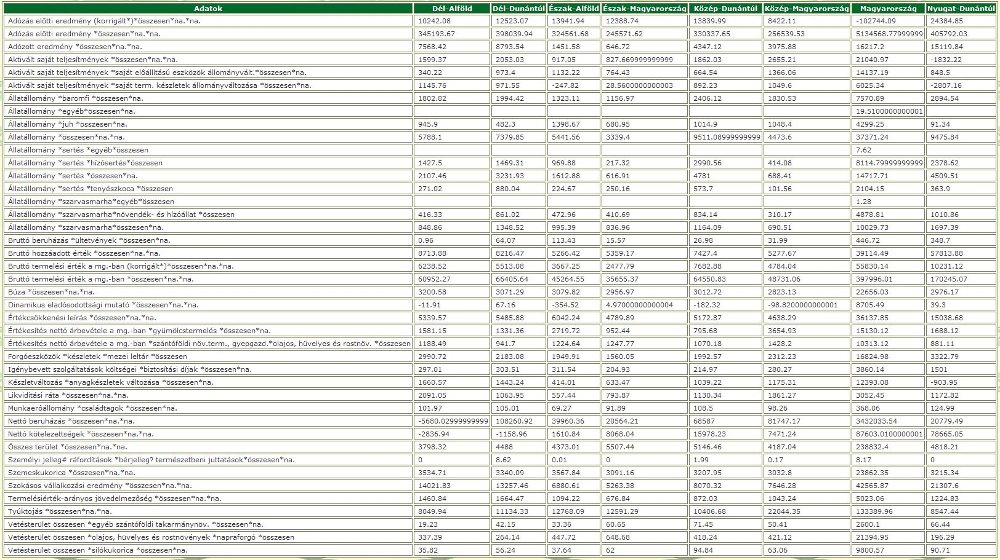 Adatok Dél-Alföld Dél-Dunántúl Észak-Alföld Észak-Magyarország Közép-Dunántúl Közép-Magyarország Magyarország Nyugat-Dunántúl
Adózás elôtti eredmény (korrigált*)*összesen*na.*na. 10242.08 12523.07 13941.94 12388.74 13839.99 8422.11 -102744.09 24384.85
Adózás elôtti eredmény *összesen*na.*na. 345193.67 398039.94 324561.68 245571.62 330337.65 256539.53 5134568.77999999 405792.03
Adózott eredmény *összesen*na.*na. 7568.42 8793.54 1451.58 646.72 4347.12 3975.88 16217.2 15119.84
Aktivált saját teljesítmények *összesen*na.*na. 1599.37 2053.03 917.05 827.669999999999 1862.03 2655.21 21040.97 -1832.22
Aktivált saját teljesítmények *saját elôállítású eszközök állományvált.*összesen*na. 340.22 973.4 1132.22 764.43 664.54 1366.06 14137.19 848.5
Aktivált saját teljesítmények *saját term. készletek állományváltozása *összesen*na. 1145.76 971.55 -247.82 28.5600000000003 892.23 1049.6 6025.34 -2807.16
Állatállomány *baromfi *összesen*na. 1802.82 1994.42 1323.11 1156.97 2406.12 1830.53 7570.89 2894.54
Állatállomány *egyéb*összesen*na. 19.5100000000001
Állatállomány *juh *összesen*na. 945.9 482.3 1398.67 680.95 1014.9 1048.4 4299.25 91.34
Állatállomány *összesen*na.*na. 5788.1 7379.85 5441.56 3339.4 9511.08999999999 4473.6 37371.24 9475.84
Állatállomány *sertés *egyéb*összesen 7.62
Állatállomány *sertés *hízósertés*összesen 1427.5 1469.31 969.88 217.32 2990.56 414.08 8114.79999999999 2378.62
Állatállomány *sertés *összesen*na. 2107.46 3231.93 1612.88 616.91 4781 688.41 14717.71 4509.51
Állatállomány *sertés *tenyészkoca *összesen 271.02 880.04 224.67 250.16 573.7 101.56 2104.15 363.9
Állatállomány *szarvasmarha*egyéb*összesen 1.28
Állatállomány *szarvasmarha*növendék- és hízóállat *összesen 416.33 861.02 472.96 410.69 834.14 310.17 4878.81 1010.86
Állatállomány *szarvasmarha*összesen*na. 848.86 1348.52 995.39 836.96 1164.09 690.51 10029.73 1697.39
Bruttó beruházás *ültetvények *összesen*na. 0.96 64.07 113.43 15.57 26.98 31.99 446.72 348.7
Bruttó hozzáadott érték *összesen*na.*na. 8713.88 8216.47 5266.42 5359.17 7427.4 5277.67 39114.49 57813.88
Bruttó termelési érték a mg.-ban (korrigált*)*összesen*na.*na. 6238.52 5513.08 3667.25 2477.79 7682.88 4784.04 55830.14 10231.12
Bruttó termelési érték a mg.-ban *összesen*na.*na. 60952.27 66405.64 45264.55 35655.37 64550.83 48731.06 397996.01 170245.07
Búza *összesen*na.*na. 3200.58 3071.29 3079.82 2956.97 3012.72 2823.13 22656.03 2976.17
Dinamikus eladósodottsági mutató *összesen*na.*na. -11.91 67.16 -354.52 4.97000000000004 -182.32 -98.8200000000001 8705.49 39.3
Értékcsökkenési leírás *összesen*na.*na. 5339.57 5485.88 6042.24 4789.89 5172.87 4638.29 36137.85 15038.68
Értékesítés nettó árbevétele a mg.-ban *gyümölcstermelés *összesen*na. 1581.15 1331.36 2719.72 952.44 795.68 3654.93 15130.12 1688.12
Értékesítés nettó árbevétele a mg.-ban *szántóföldi növ.term., gyepgazd.*olajos, hüvelyes és rostnöv. *összesen 1188.49 941.7 1224.64 1247.77 1070.18 1428.2 10313.12 881.11
Forgóeszközök *készletek *mezei leltár *összesen 2990.72 2183.08 1949.91 1560.05 1992.57 2312.23 16824.98 3322.79
Igénybevett szolgáltatások költségei *biztosítási díjak *összesen*na. 297.01 303.51 311.54 204.93 214.97 280.27 3860.14 1501
Készletváltozás *anyagkészletek változása *összesen*na. 1660.57 1443.24 414.01 633.47 1039.22 1175.31 12393.08 -903.95
Likviditási ráta *összesen*na.*na. 2091.05 1063.95 557.44 793.87 1130.34 1861.27 3052.45 1172.82
Munkaerôállomány *családtagok *összesen*na. 101.97 105.01 69.27 91.89 108.5 98.26 368.06 124.99
Nettó beruházás *összesen*na.*na. -5680.02999999999 108260.92 39960.36 20564.21 68587 81747.17 3432033.54 20779.49
Nettó kötelezettségek *összesen*na.*na. -2836.94 -1158.96 1610.84 8068.04 15978.23 7471.24 87603.0100000001 78665.05
Összes terület *összesen*na.*na. 3798.32 4488 4373.01 5507.44 5146.46 4187.04 238832.4 4818.21
Személyi jelleg# ráfordítások *bérjelleg? természetbeni juttatások*összesen*na. 0 8.62 0.01 0 1.99 0.17 8.17 0
Szemeskukorica *összesen*na.*na. 3534.71 3340.09 3567.84 3091.16 3207.95 3032.8 23862.35 3215.34
Szokásos vállalkozási eredmény *összesen*na.*na. 14021.83 13257.46 6880.61 5263.38 8070.32 7646.28 42565.87 21307.6
Termelésiérték-arányos jövedelmezôség *összesen*na.*na. 1460.84 1664.47 1094.22 676.84 872.03 1043.24 5023.06 1224.83
Tyúktojás *összesen*na.*na. 8049.94 11134.33 12768.09 12591.29 10406.68 22044.35 133389.96 8547.44
Vetésterület összesen *egyéb szántóföldi takarmánynöv. *összesen*na. 19.23 42.15 33.36 60.65 71.45 50.41 2600.1 66.44
Vetésterület összesen *olajos, hüvelyes és rostnövények *napraforgó *összesen 337.39 264.14 447.72 648.68 418.24 421.12 21394.95 196.29
Vetésterület összesen *silókukorica *összesen*na. 35.82 56.24 37.64 62 94.84 63.06 9800.57 90.71